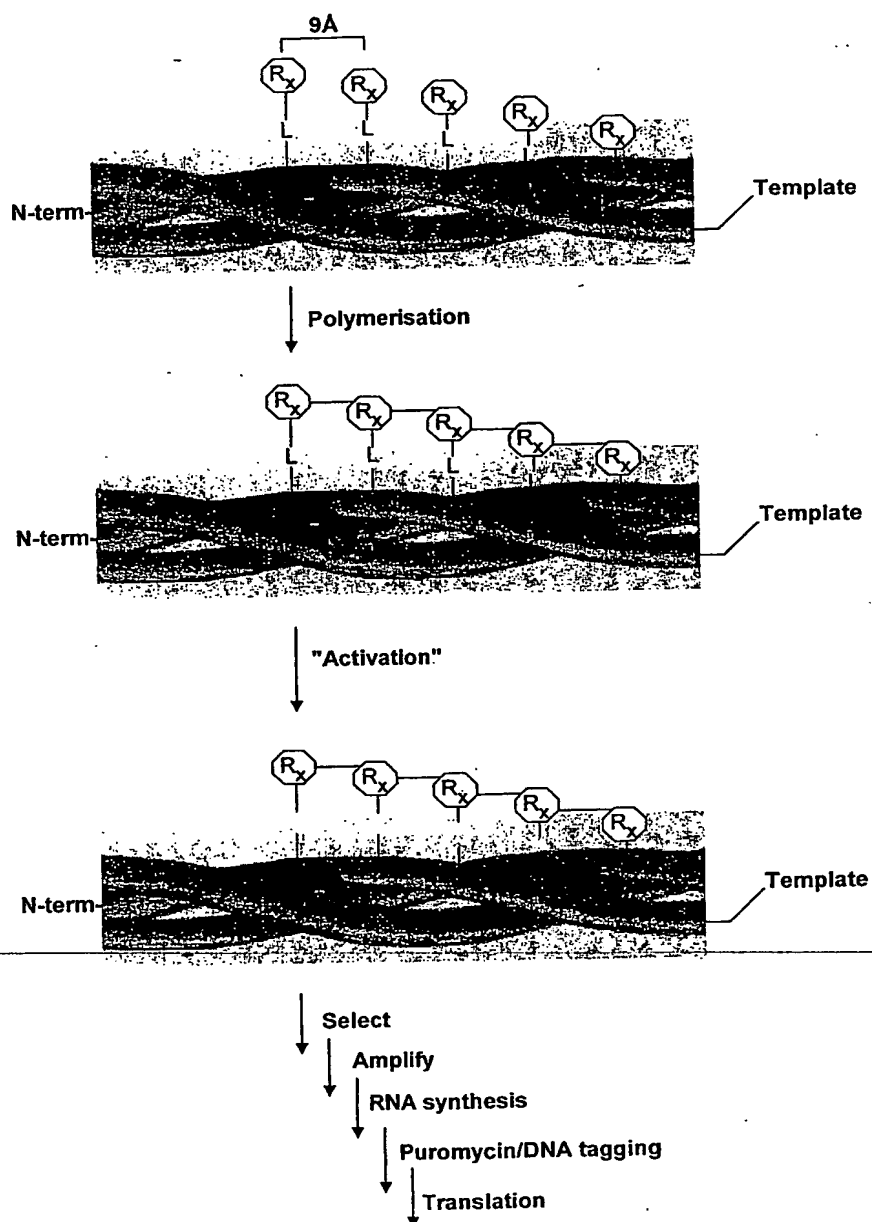 9Å
Rx Rx Rx Rx Rx
L L L L
N-term
Template
Polymerisation
Rx Rx Rx Rx Rx
L L L
N-term
Template
"Activation"
Rx Rx Rx Rx Rx
N-term
Template
Select
Amplify
RNA synthesis
Puromycin/DNA tagging
Translation